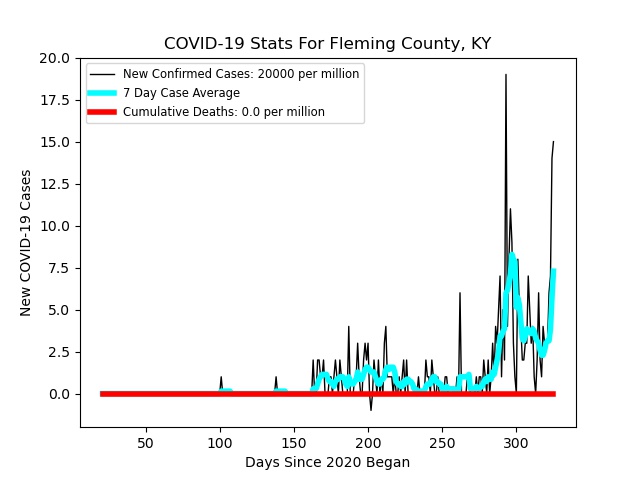 COVID-19 Stats For Fleming County, KY
New Confirmed Cases: 20000 per million
7 Day Case Average
Cumulative Deaths: 0.0 per million
20.0
17.5
15.0
12.5
10.0
7.5
5.0
2.5
0.0
New COVID-19 Cases
50 100 150 200 250 300
Days Since 2020 Began